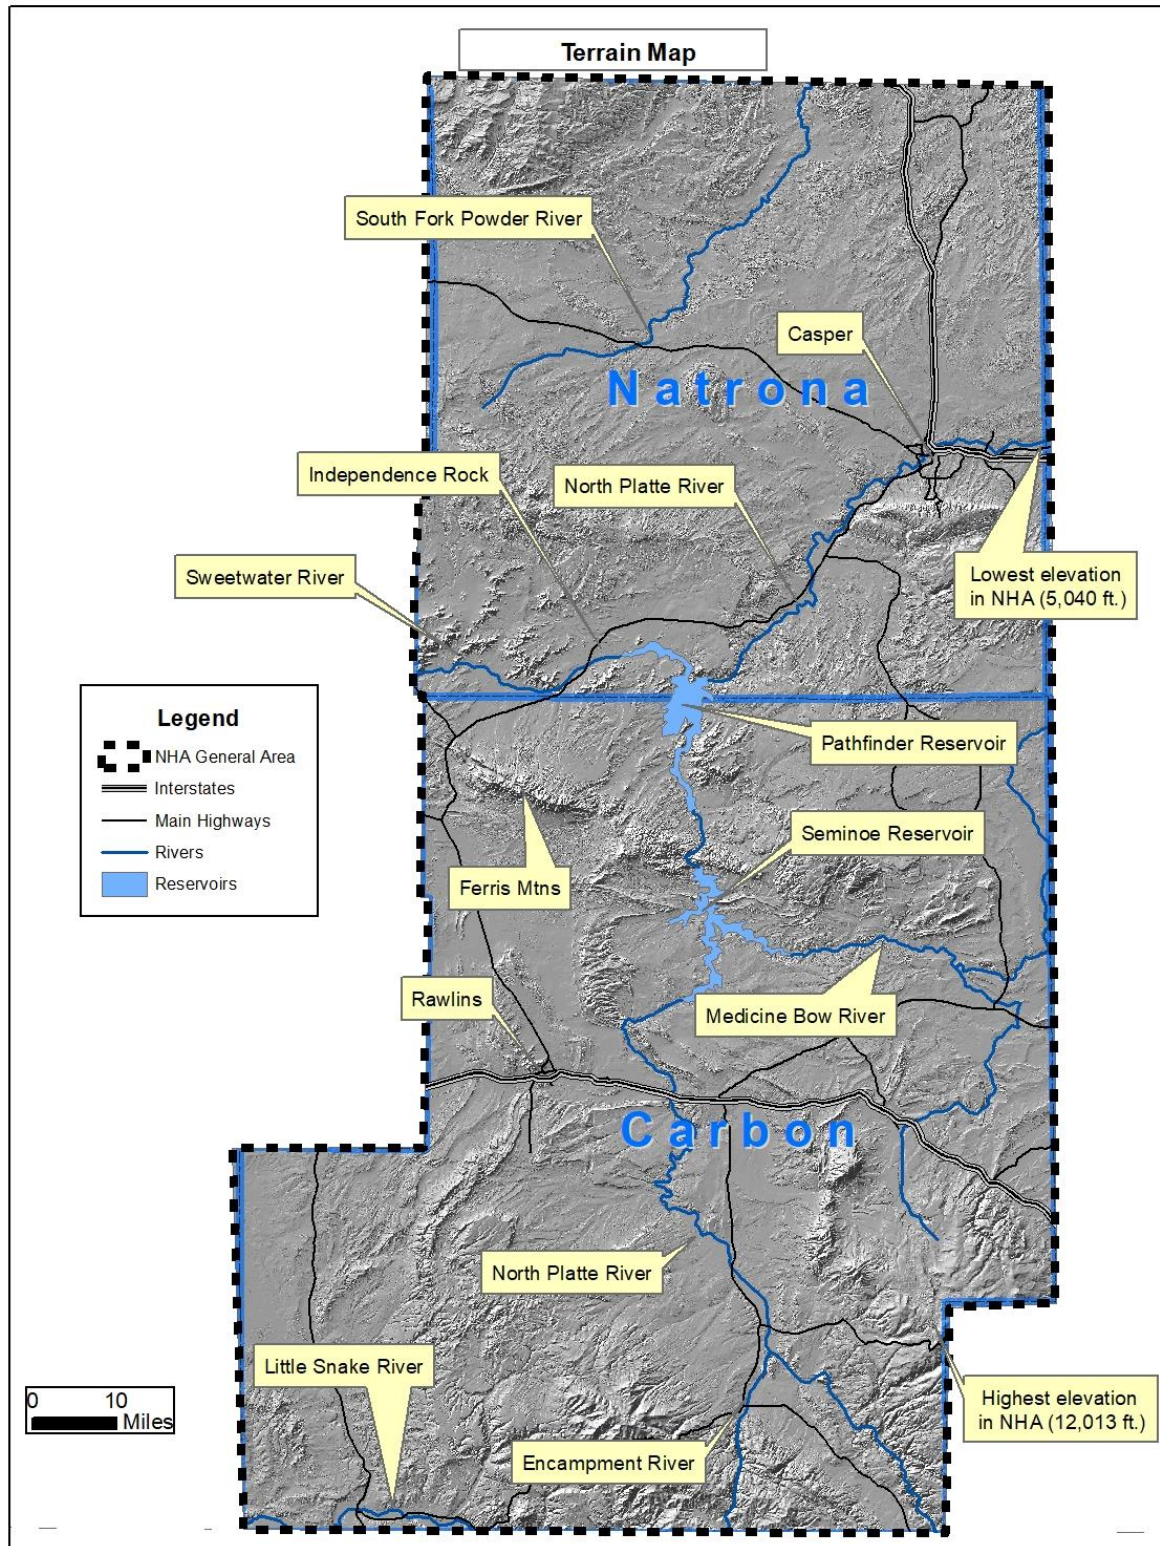 Terrain Map
South Fork Powder River
Casper
Natrona
Independence Rock
North Platte River
Sweetwater River
Lowest elevation
in NHA (5,040 ft.)
Legend
NHA General Area
Interstates
Main Highways
Rivers
Reservoirs
Pathfinder Reservoir
Seminoe Reservoir
Ferris Mtns
Rawlins
Medicine Bow River
Carbon
North Platte River
Little Snake River
0 10
Miles
Highest elevation
in NHA (12,013 ft.)
Encampment River